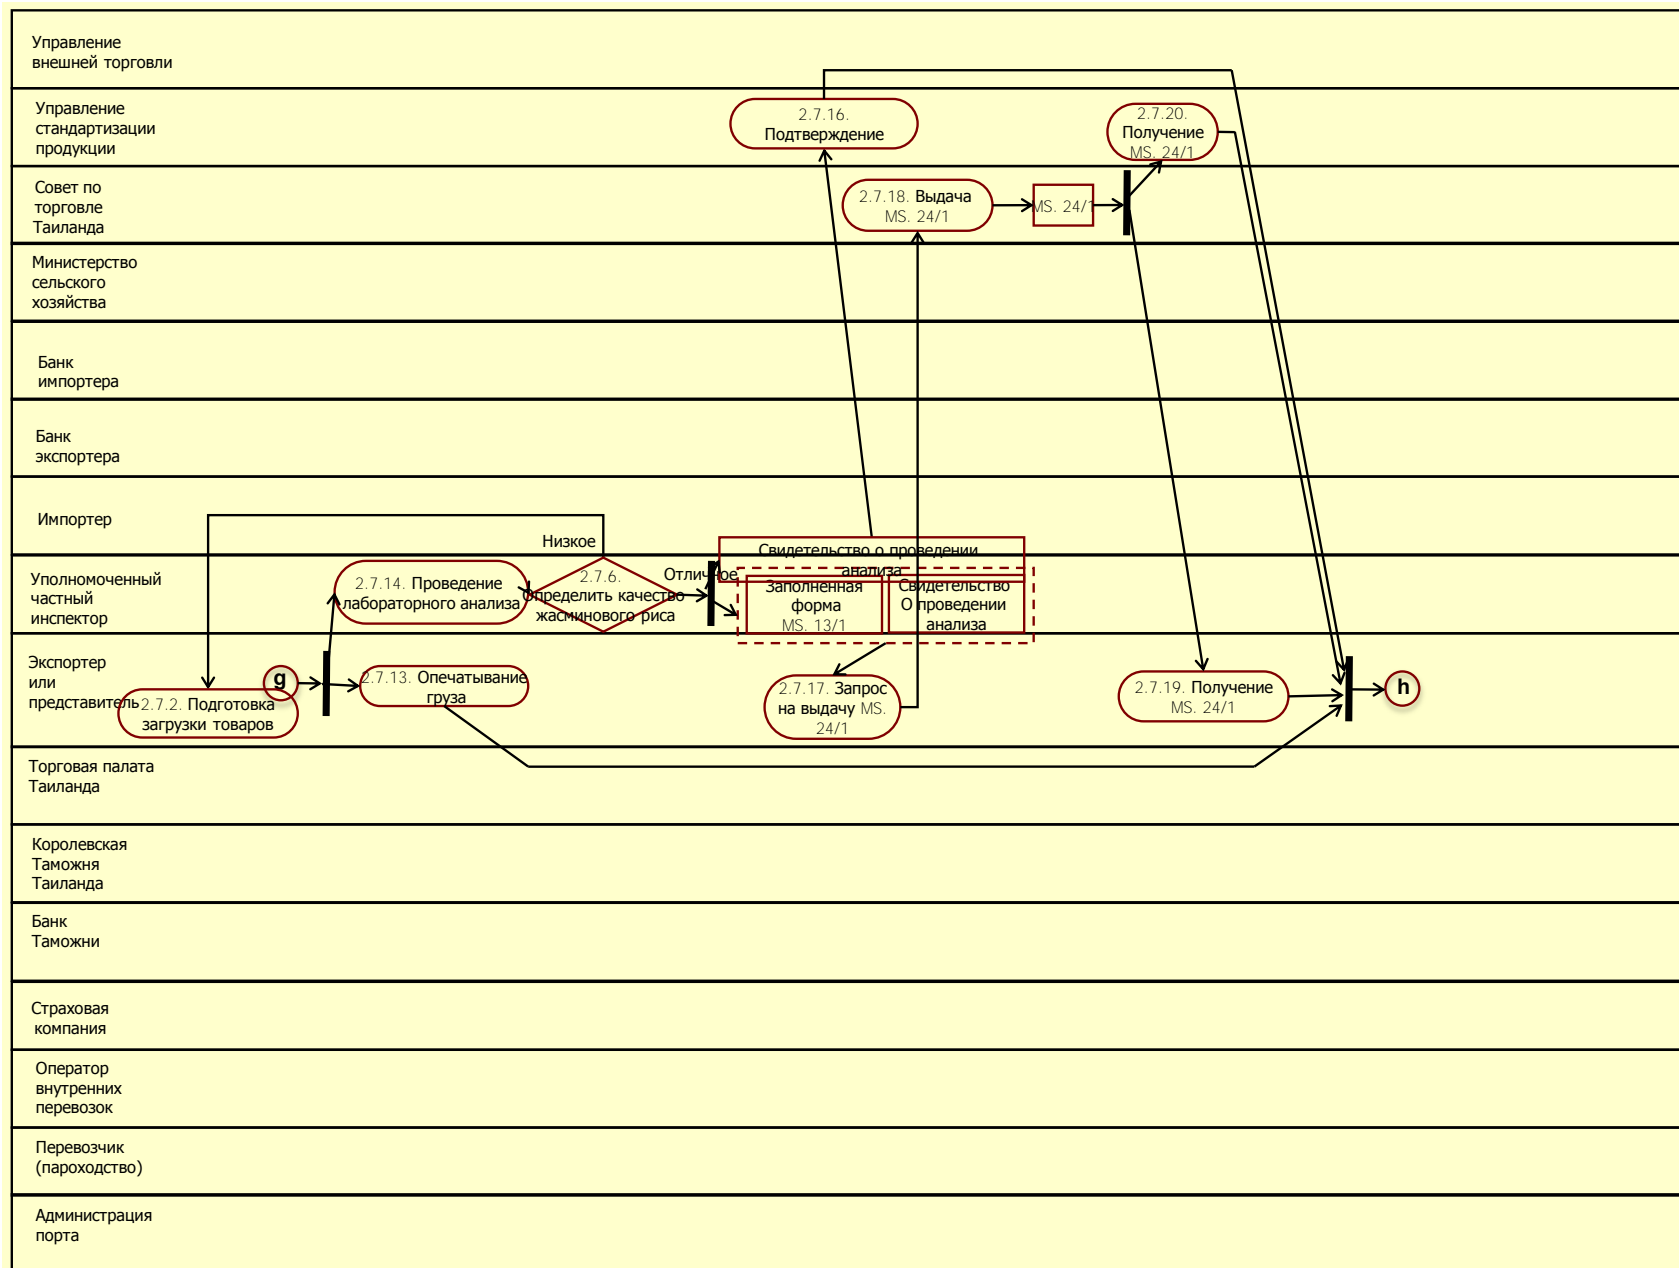 Управление
внешней торговли
Управление
стандартизации
продукции
2.7.16.
Подтверждение
2.7.20.
Получение
MS. 24/1
Совет по
торговле
Таиланда
2.7.18. Выдача
MS. 24/1
MS. 24/1
Министерство
сельского
хозяйства
Банк
импортера
Банк
экспортера
Импортер
Низкое
Уполномоченный
частный
инспектор
2.7.14. Проведение
лабораторного анализа
2.7.6.
Определить качество
жасминового риса
Отличное
Свидетельство о проведении
анализа
Заполненная
форма
MS. 13/1
Свидетельство
О проведении
анализа
Экспортер
или
представитель
g
2.7.2. Подготовка
загрузки товаров
2.7.13. Опечатывание
груза
2.7.17. Запрос
на выдачу MS.
24/1
2.7.19. Получение
MS. 24/1
h
Торговая палата
Таиланда
Королевская
Таможня
Таиланда
Банк
Таможни
Страховая
компания
Оператор
внутренних
перевозок
Перевозчик
(пароходство)
Администрация
порта